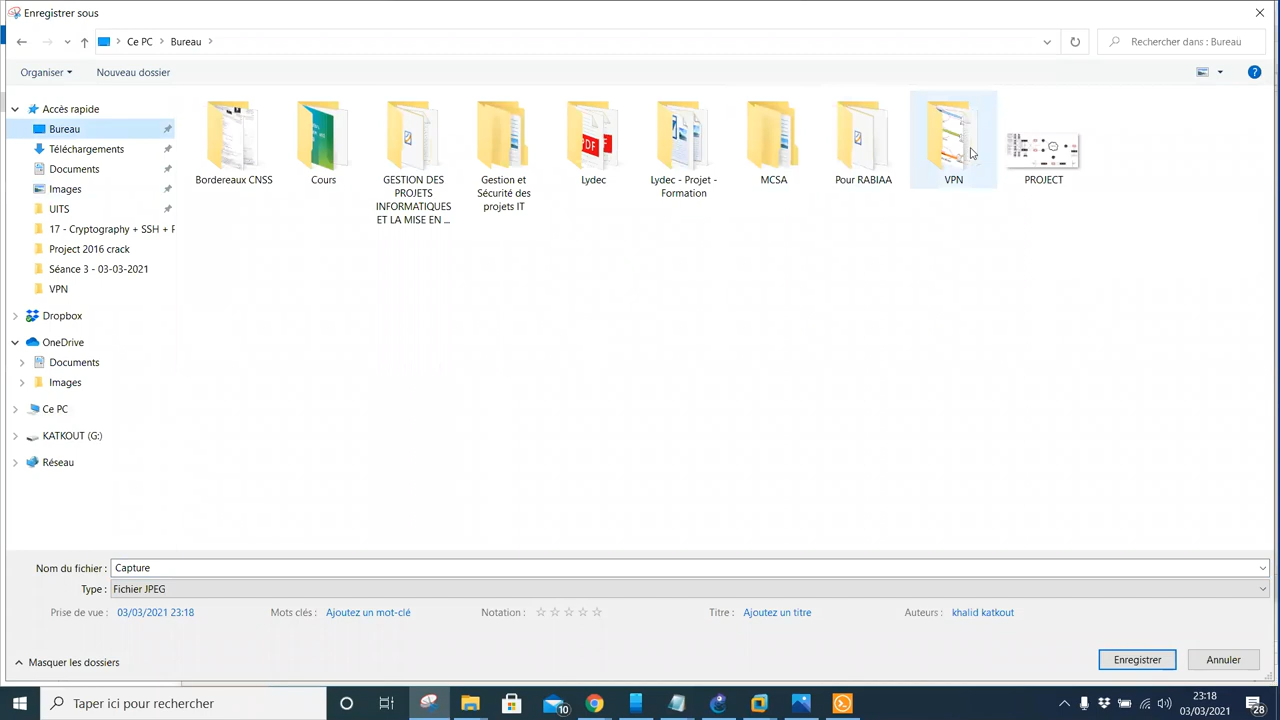 Enregistrer sous
Ce PC
Bureau
Rechercher dans : Bureau
Organiser
Nouveau dossier
Accès rapide
Bureau
Téléchargements
Documents
Images
UITS
17 - Cryptography + SSH + F
Project 2016 crack
Séance 3 - 03-03-2021
VPN
Dropbox
OneDrive
Documents
Images
Ce PC
KATKOUT (G:)
Réseau
Bordereaux CNSS
Cours
GESTION DES
PROJETS
INFORMATIQUES
ET LA MISE EN ...
Gestion et
Sécurité des
projets IT
PDF
Lydec
Lydec - Projet -
Formation
MCSA
Pour RABIAA
VPN
PROJECT
Nom du fichier :
Capture
Type :
Fichier JPEG
Prise de vue :
03/03/2021 23:18
Mots clés :
Ajoutez un mot-clé
Notation :
Titre :
Ajoutez un titre
Auteurs :
khalid katkout
Masquer les dossiers
Enregistrer
Annuler
Taper ici pour rechercher
10
23:18
03/03/2021
28